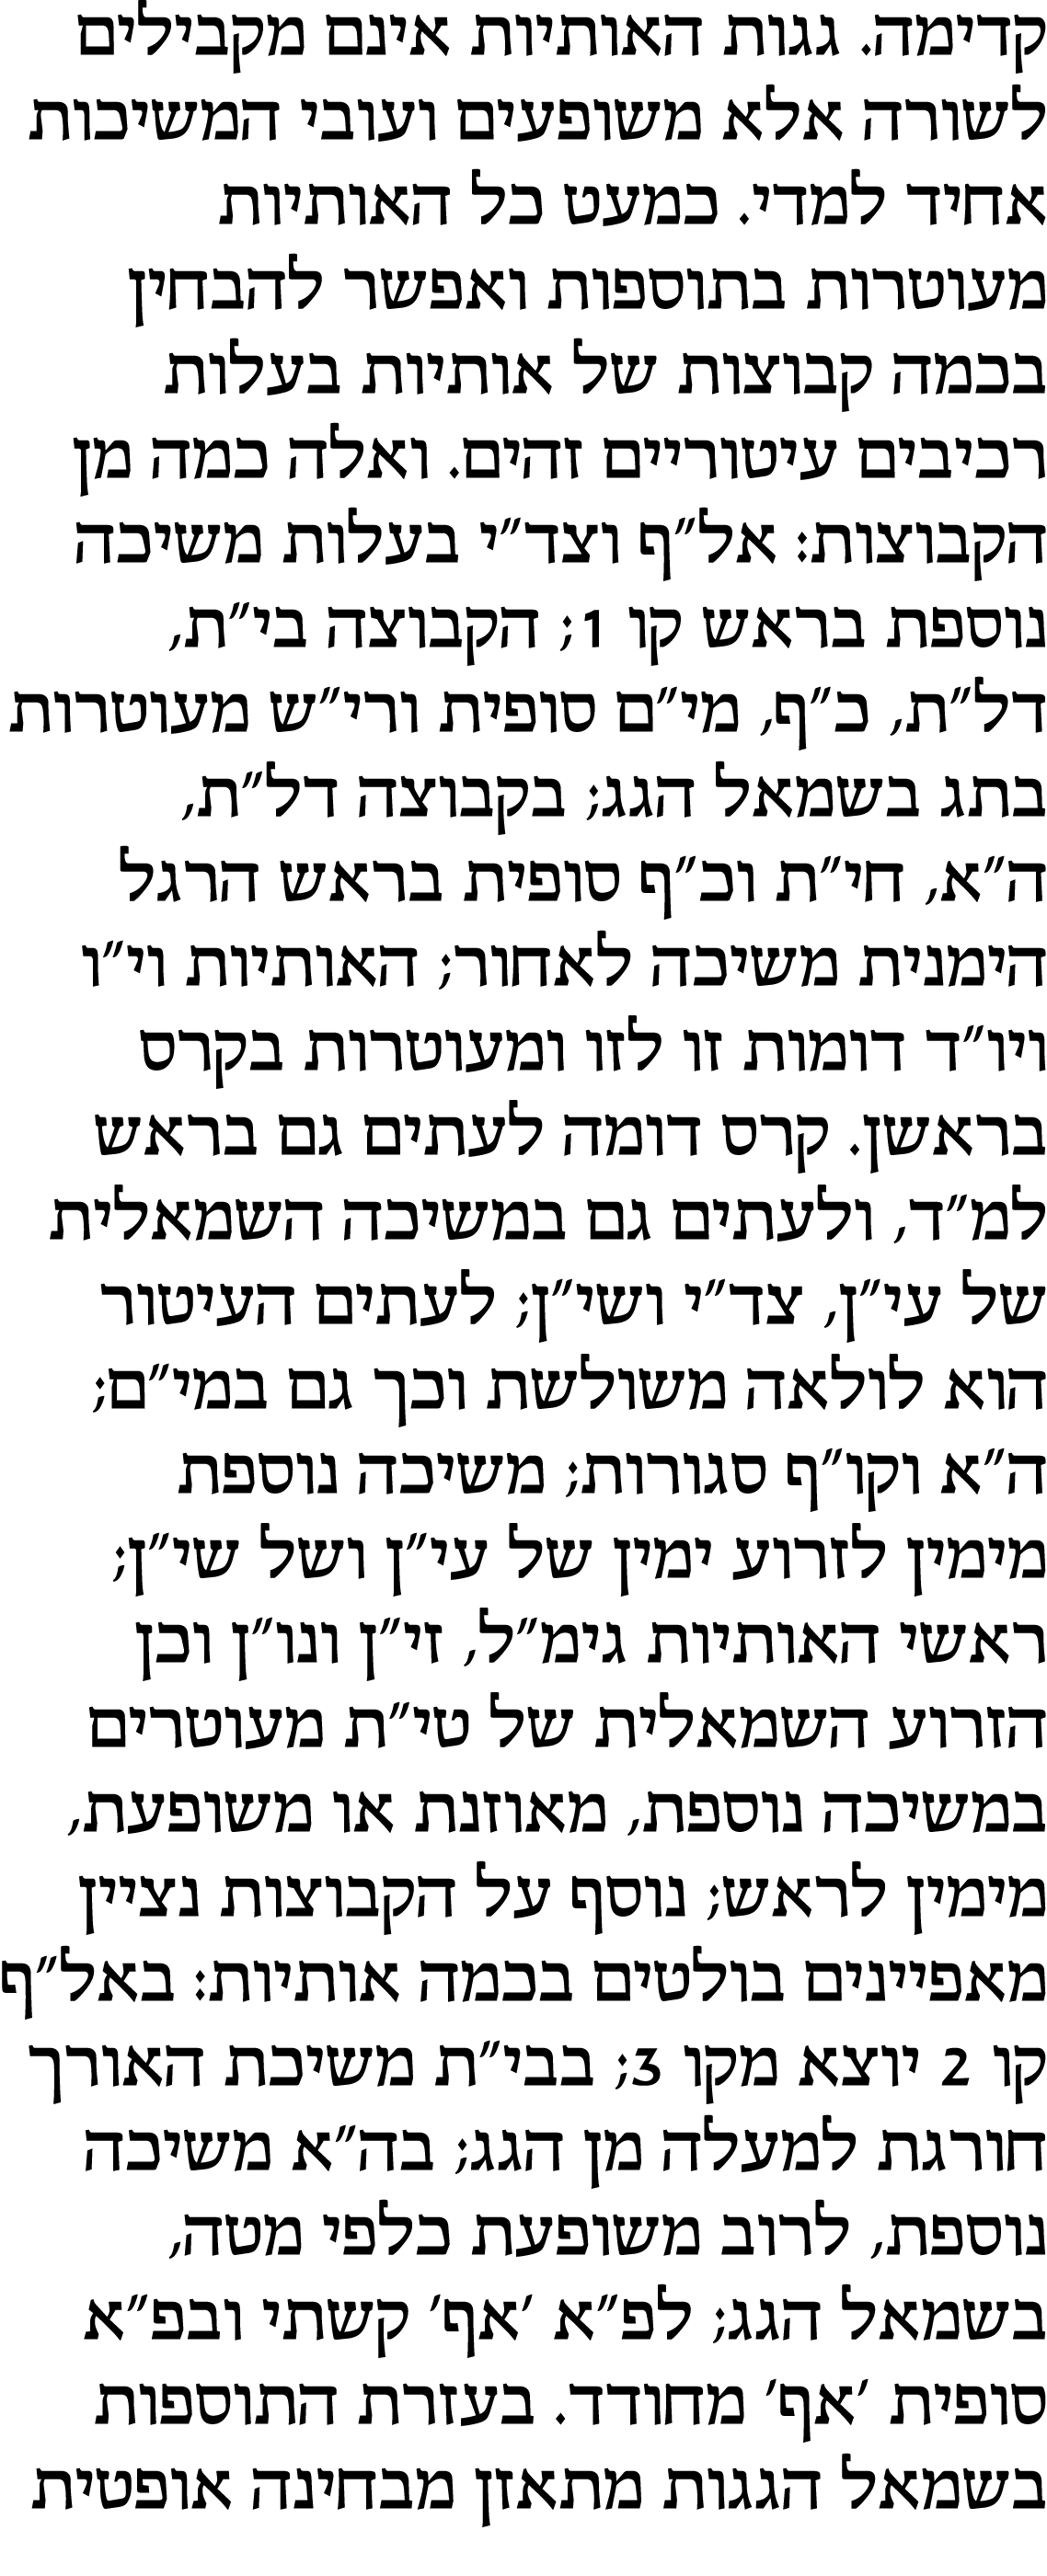 קדימה. גגות האותיות אינם מקבילים
לשורה אלא משופעים ועובי המשיכות
אחיד למדי. כמעט כל האותיות
מעוטרות בתוספות ואפשר להבחין
בכמה קבוצות של אותיות בעלות
רכיבים עיטוריים זהים. ואלה כמה מן
הקבוצות: אל״ף וצד״י בעלות משיכה
נוספת בראש קו 1; הקבוצה בי״ת,
דל״ת, כ״ף, מי״ם סופית ורי״ש מעוטרות
בתג בשמאל הגג; בקבוצה דל״ת,
ה״א, חי״ת וכ״ף סופית בראש הרגל
הימנית משיכה לאחור; האותיות וי״ו
ויו״ד דומות זו לזו ומעוטרות בקרס
בראשן. קרס דומה לעתים גם בראש
למ״ד, ולעתים גם במשיכה השמאלית
של עי״ן, צד״י ושי״ן; לעתים העיטור
הוא לולאה משולשת וכך גם במי״ם;
ה״א וקו״ף סגורות; משיכה נוספת
מימין לזרוע ימין של עי״ן ושל שי״ן;
ראשי האותיות גימ״ל, זי״ן ונו״ן וכן
הזרוע השמאלית של טי״ת מעוטרים
במשיכה נוספת, מאוזנת או משופעת,
מימין לראש; נוסף על הקבוצות נציין
מאפיינים בולטים בכמה אותיות: באל״ף
קו 2 יוצא מקו 3; בבי״ת משיכת האורך
חורגת למעלה מן הגג; בה״א משיכה
נוספת, לרוב משופעת כלפי מטה,
בשמאל הגג; לפ״א ׳אף׳ קשתי ובפ״א
סופית ׳אף׳ מחודד. בעזרת התוספות
בשמאל הגגות מתאזן מבחינה אופטית